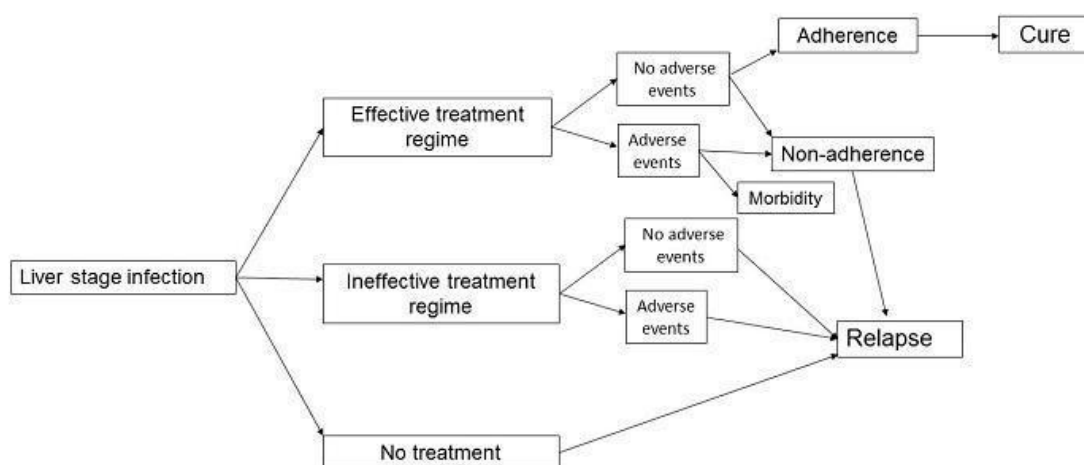 Adherence
Cure
No adverse
events
Effective treatment
regime
Adverse
events
Non-adherence
Morbidity
No adverse
events
Liver stage infection
Ineffective treatment
regime
Adverse
events
Relapse
No treatment